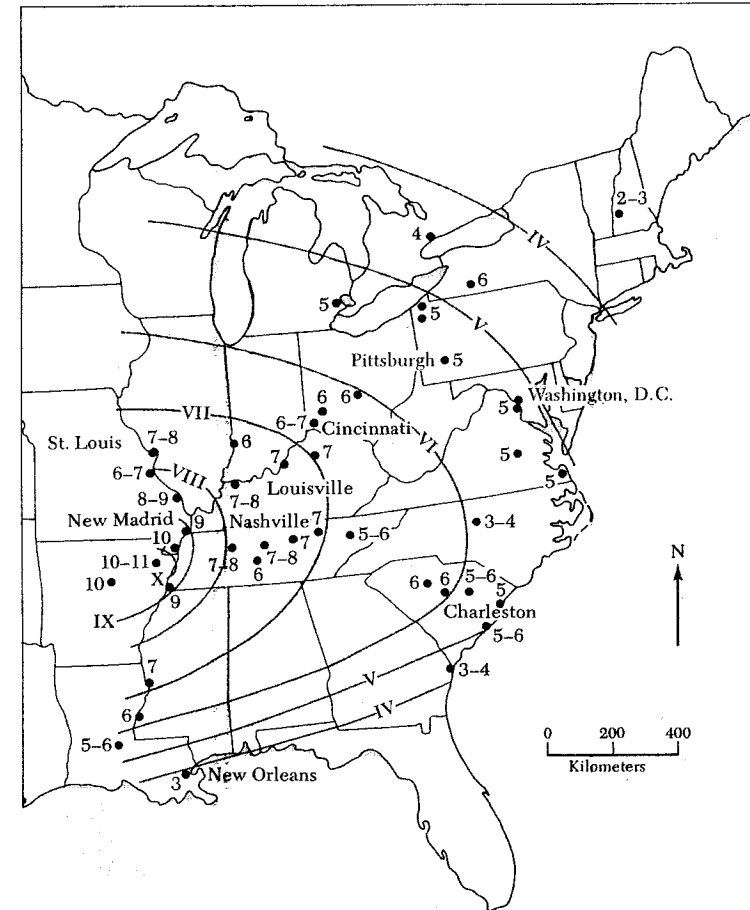 2–3
IV
4
6
V
5
5
Pittsburgh 5
Washington, D.C.
5
6 6
6–7
Cincinnati
VII
VI
St. Louis
7–8
6
7
7
5
5
6–7
VIII
8–9
7–8
Louisville
New Madrid
9
Nashville
7
5–6
3–4
10
7–8
7–8
7
6
10–11
10
X
9
IX
6
6
5–6
5
Charleston
5–6
7
V
3–4
IV
6
5–6
3
New Orleans
N
0 200 400
Kilometers